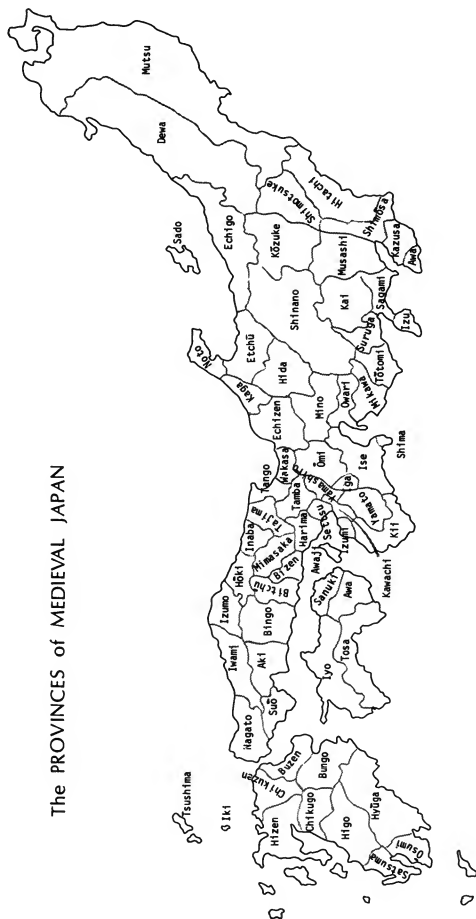 The PROVINCES of MEDIEVAL JAPAN
Mutsu
Dewa
Sado
Echigo
Shimotsuke
Hitachi
Kōzuke
Shimōsa
Kazusa
Awa
Musashi
Noto
Etchū
Shinano
Kai
Sagami
Izu
Kaga
Hida
Suruga
Tōtomi
Echizen
Mino
Owari
Mikawa
Wakasa
Ōmi
Ise
Shima
Tango
Tamba
Yamashiro
Iga
Yamato
Kii
Tajima
Harima
Settsu
Izumi
Kawachi
Inaba
Mimasaka
Bizen
Awaji
Hōki
Bitchū
Sanuki
Awa
Izumo
Bingo
Iyo
Tosa
Iwami
Aki
Nagato
Suō
Tsushima
Iki
Chikuzen
Buzen
Bungo
Hizen
Chikugo
Higo
Hyūga
Satsuma
Ōsumi